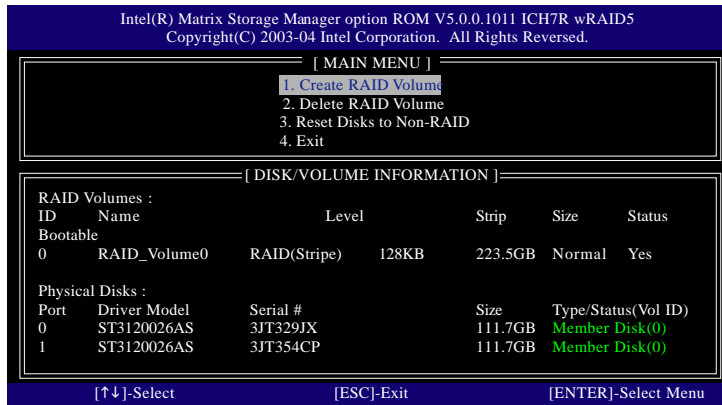 Intel(R) Matrix Storage Manager option ROM V5.0.0.1011 ICH7R wRAID5
Copyright(C) 2003-04 Intel Corporation. All Rights Reversed.
[ MAIN MENU ]
1. Create RAID Volume
2. Delete RAID Volume
3. Reset Disks to Non-RAID
4. Exit
[ DISK/VOLUME INFORMATION ]
RAID Volumes :
ID Name Level Strip Size Status
Bootable
0 RAID_Volume0 RAID(Stripe) 128KB 223.5GB Normal Yes
Physical Disks :
Port Driver Model Serial # Size Type/Status(Vol ID)
0 ST3120026AS 3JT329JX 111.7GB Member Disk(0)
1 ST3120026AS 3JT354CP 111.7GB Member Disk(0)
[↑↓]-Select [ESC]-Exit [ENTER]-Select Menu